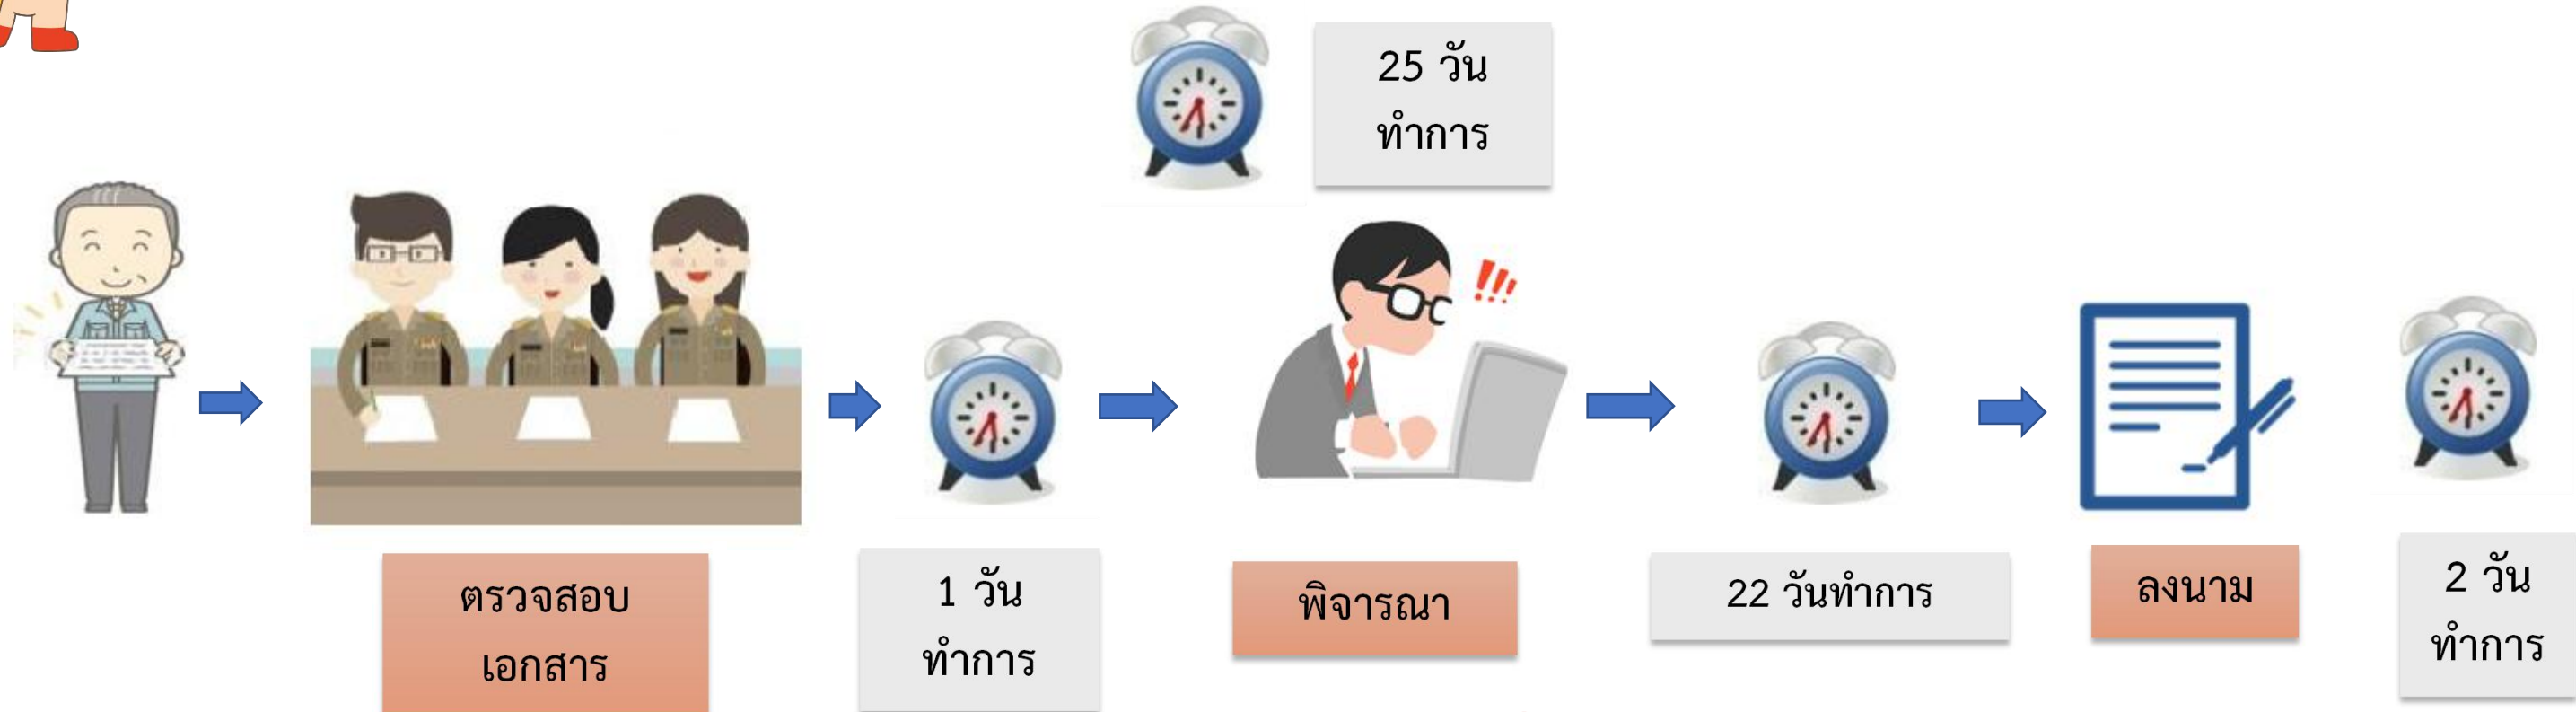 25 วัน
ทำการ
ตรวจสอบ
เอกสาร
1 วัน
ทำการ
พิจารณา
22 วันทำการ
ลงนาม
2 วัน
ทำการ